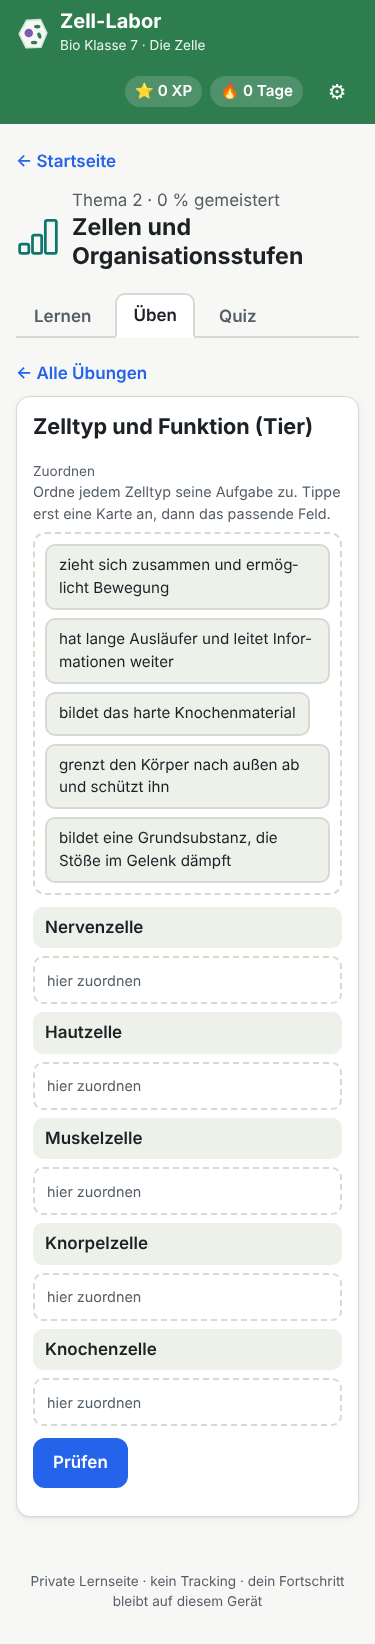 Zell-Labor
Bio Klasse 7 · Die Zelle
⭐ 0 XP
🔥 0 Tage
⚙
← Startseite
Thema 2 · 0 % gemeistert
Zellen und
Organisationsstufen
Lernen
Üben
Quiz
← Alle Übungen
Zelltyp und Funktion (Tier)
Zuordnen
Ordne jedem Zelltyp seine Aufgabe zu. Tippe
erst eine Karte an, dann das passende Feld.
zieht sich zusammen und ermög-
licht Bewegung
hat lange Ausläufer und leitet Infor-
mationen weiter
bildet das harte Knochenmaterial
grenzt den Körper nach außen ab
und schützt ihn
bildet eine Grundsubstanz, die
Stöße im Gelenk dämpft
Nervenzelle
hier zuordnen
Hautzelle
hier zuordnen
Muskelzelle
hier zuordnen
Knorpelzelle
hier zuordnen
Knochenzelle
hier zuordnen
Prüfen
Private Lernseite · kein Tracking · dein Fortschritt
bleibt auf diesem Gerät